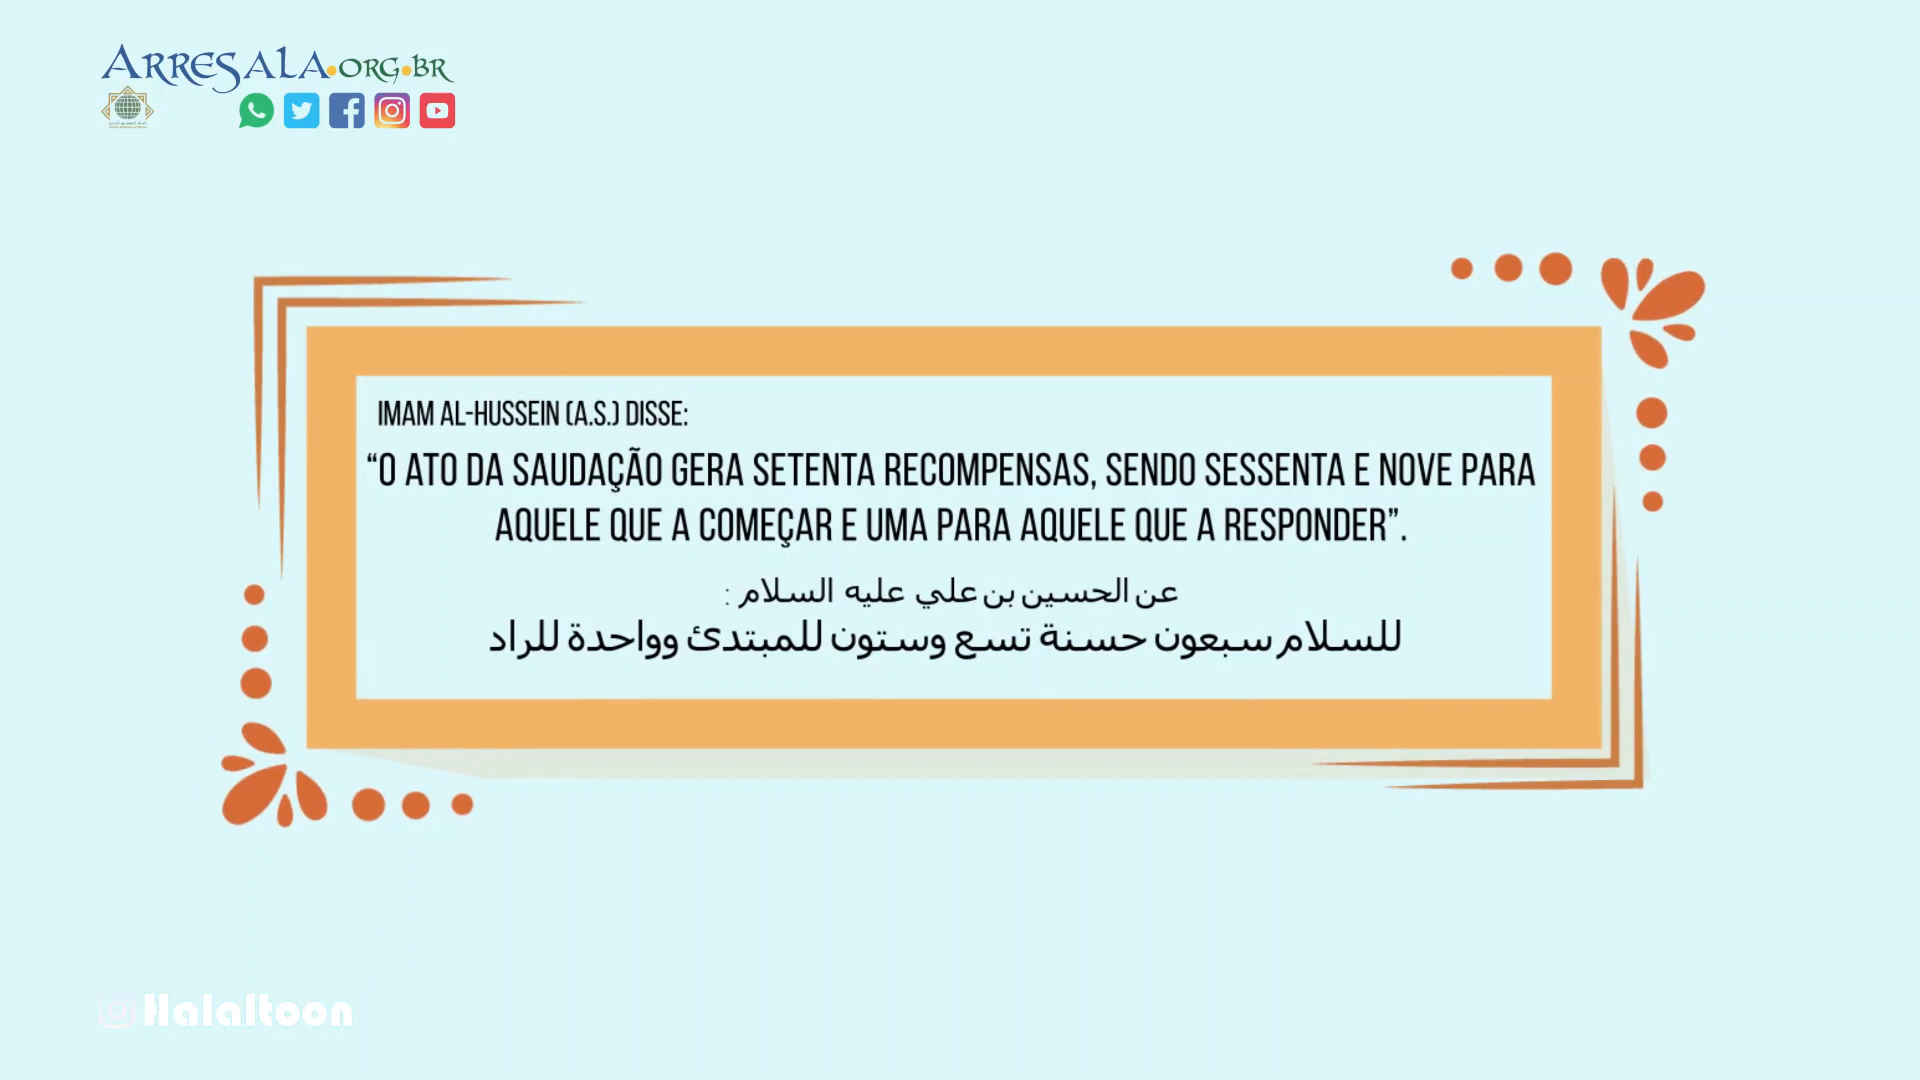 ARRESALA.ORG.BR
IMAM AL-HUSSEIN (A.S.) DISSE:
“O ATO DA SAUDAÇÃO GERA SETENTA RECOMPENSAS, SENDO SESSENTA E NOVE PARA
AQUELE QUE A COMEÇAR E UMA PARA AQUELE QUE A RESPONDER”.
عن الحسين بن علي عليه السلام :
للسلام سبعون حسنة تسع وستون للمبتدئ وواحدة للراد
Halaltoon